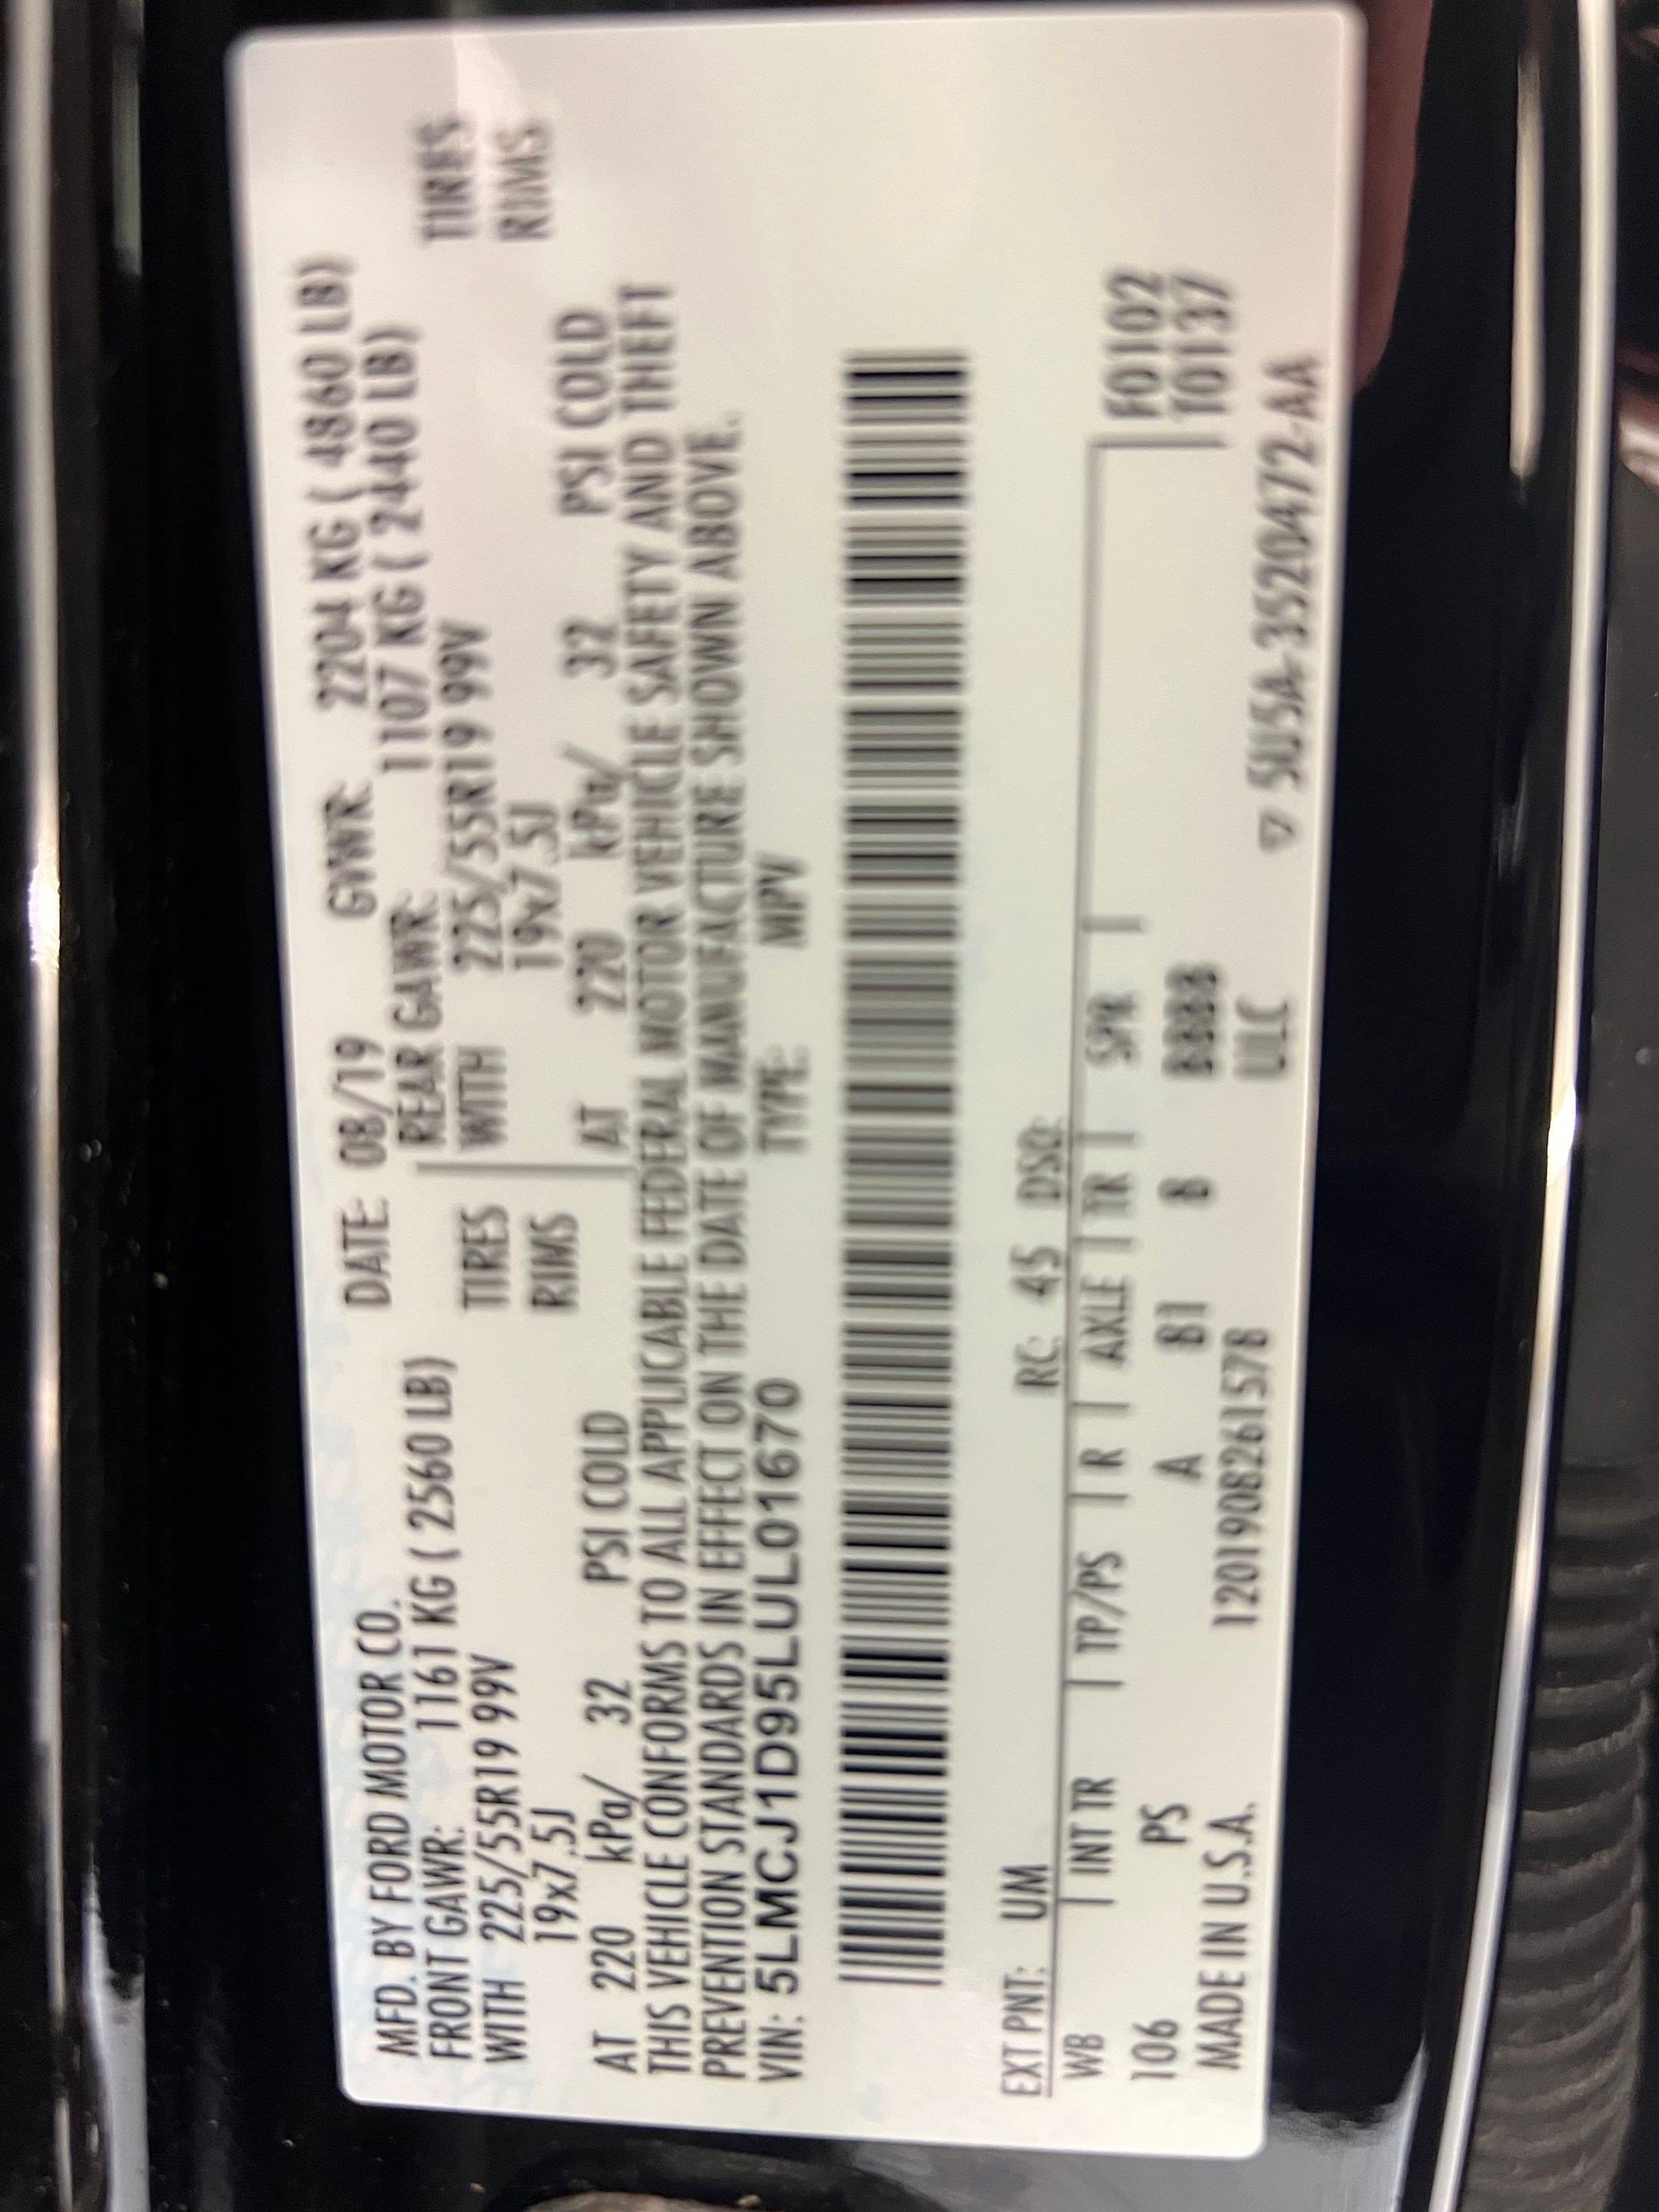 MFD. BY FORD MOTOR CO. DATE: 08/19 GVWR: 2204 KG ( 4860 LB)
FRONT GAWR: 1161 KG ( 2560 LB) REAR GAWR: 1107 KG ( 2440 LB)
WITH 225/55R19 99V TIRES WITH 225/55R19 99V TIRES
19x7.5J RIMS 19x7.5J RIMS
AT 220 kPa/ 32 PSI COLD AT 220 kPa/ 32 PSI COLD
THIS VEHICLE CONFORMS TO ALL APPLICABLE FEDERAL MOTOR VEHICLE SAFETY AND THEFT
PREVENTION STANDARDS IN EFFECT ON THE DATE OF MANUFACTURE SHOWN ABOVE.
VIN: 5LMCJ1D95LUL01670 TYPE: MPV
EXT PNT: UM RC: 45 DSO:
WB INT TR TP/PS R AXLE TR SPR F0102
106 PS A B1 8 BBBB T0137
MADE IN U.S.A. 120190826157B ULC
▽ 5U5A-3520472-AA